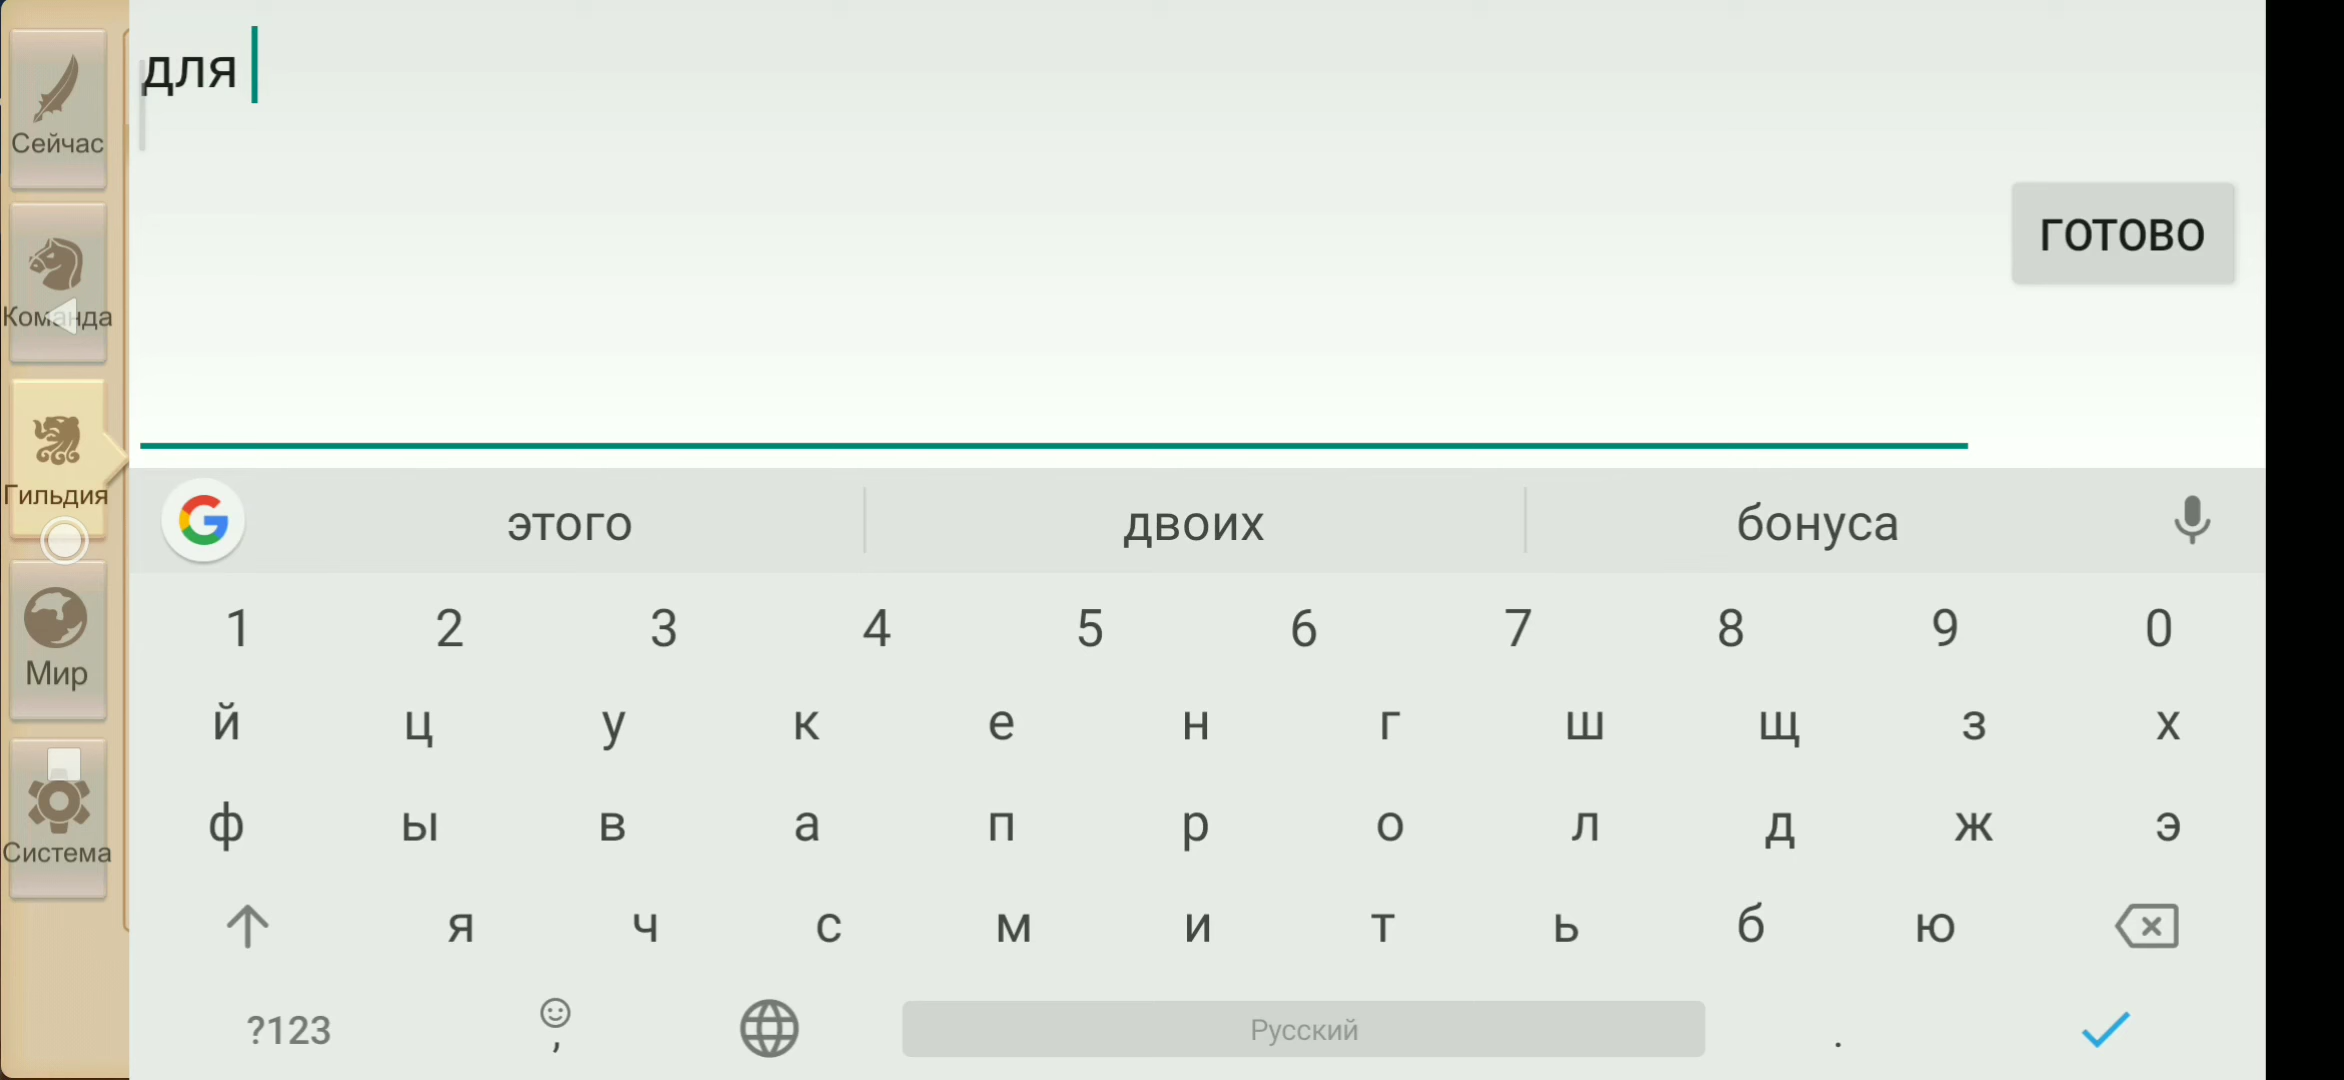 для
Сейчас
ГОТОВО
Команда
Гильдия
этого двоих бонуса
1 2 3 4 5 6 7 8 9 0
Мир
й ц у к е н г ш щ з х
ф ы в а п р о л д ж э
Система
я ч с м и т ь б ю
?123 , Русский .